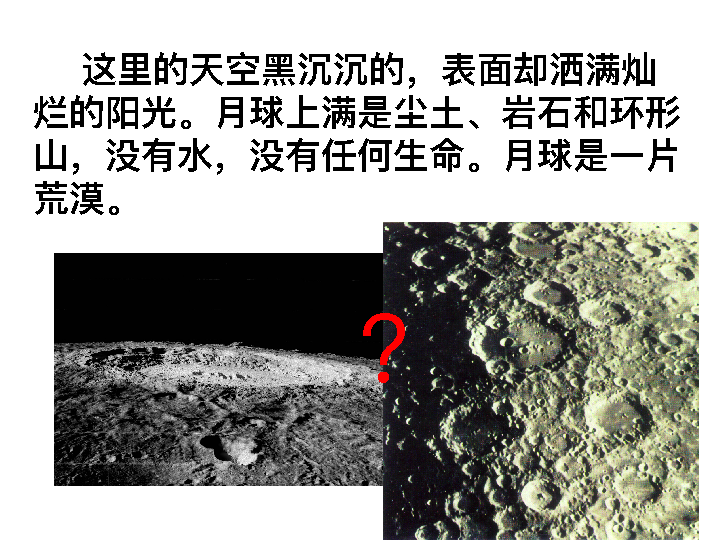 这里的天空黑沉沉的，表面却洒满灿
烂的阳光。月球上满是尘土、岩石和环形
山，没有水，没有任何生命。月球是一片
荒漠。
？